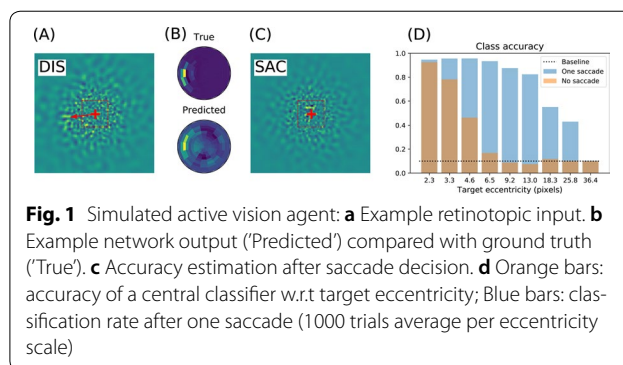 (A)
DIS
(B)
True
Predicted
(C)
SAC
(D)
Class accuracy
Baseline
One saccade
No saccade
1.0
0.8
0.6
0.4
0.2
0.0
2.3 3.3 4.6 6.5 9.2 13.0 18.3 25.8 36.4
Target eccentricity (pixels)
Fig. 1 Simulated active vision agent: a Example retinotopic input. b
Example network output ('Predicted') compared with ground truth
('True'). c Accuracy estimation after saccade decision. d Orange bars:
accuracy of a central classifier w.r.t target eccentricity; Blue bars: clas-
sification rate after one saccade (1000 trials average per eccentricity
scale)